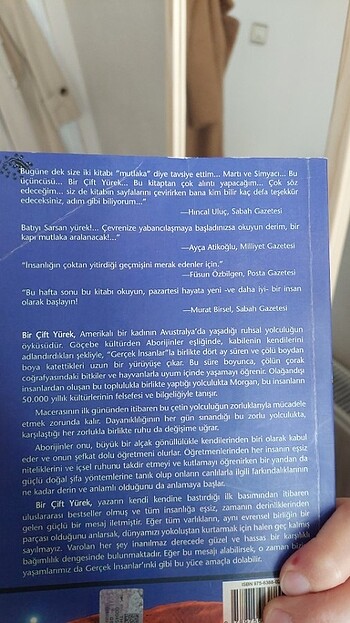 Bugüne dek size iki kitabı "mutlaka" diye tavsiye ettim... Martı ve Simyacı... Bu
üçüncüsü... Bir Çift Yürek... Bu kitaptan çok alıntı yapacağım... Çok söz
edeceğim... siz de kitabın sayfalarını çevirirken bana kim bilir kaç defa teşekkür
edeceksiniz, adım gibi biliyorum..."
—Hıncal Uluç, Sabah Gazetesi
Batıyı Sarsan yürek!... Çevrenize yabancılaşmaya başladınızsa okuyun derim, bir
kapı mutlaka aralanacak!..."
—Ayça Atikoğlu, Milliyet Gazetesi
"İnsanlığın çoktan yitirdiği geçmişini merak edenler için."
—Füsun Özbilgen, Posta Gazetesi
"Bu hafta sonu bu kitabı okuyun, pazartesi hayata yeni -ve daha iyi- bir insan
olarak başlayın!
—Murat Birsel, Sabah Gazetesi
Bir Çift Yürek, Amerikalı bir kadının Avustralya'da yaşadığı ruhsal yolculuğun
öyküsüdür. Göçebe kültürden Aborijinler eşliğinde, kabilenin kendilerini
adlandırdıkları şekliyle, "Gerçek İnsanlar"la birlikte dört ay süren ve çölü boydan
boya katettikleri uzun bir yürüyüşe çıkar. Bu süre boyunca, çölün çorak
coğrafyasındaki bitkiler ve hayvanlarla uyum içinde yaşamayı öğrenir. Olağandışı
insanlardan oluşan bu toplulukla birlikte yaptığı yolculukta Morgan, bu insanların
50.000 yıllık kültürlerinin felsefesi ve bilgeliğiyle tanışır.
Macerasının ilk gününden itibaren bu çetin yolculuğun zorluklarıyla mücadele
etmek zorunda kalır. Dayanıklılığının her gün sınandığı bu zorlu yolculukta,
karşılaştığı her zorlukla birlikte ruhu da değişime uğrar.
Aborijinler onu, büyük bir alçak gönüllülükle kendilerinden biri olarak kabul
eder ve onun şefkat dolu öğretmeni olurlar. Öğretmenlerinden her insanın eşsiz
niteliklerini ve içsel ruhunu takdir etmeyi ve kutlamayı öğrenirken bir yandan da
güçlü doğal şifa yöntemlerine tanık olup onların canlılarla ilgili farkındalıklarının
ne kadar derin ve anlamlı olduğunu da anlamaya başlar.
Bir Çift Yürek, yazarın kendi kendine bastırdığı ilk basımından itibaren
uluslararası bestseller olmuş ve tüm insanlığa eşsiz, zamanın derinliklerinden
gelen güçlü bir mesaj iletmiştir. Eğer tüm varlıkların, aynı evrensel birliğin bir
parçası olduğunu anlarsak, dünyamızı yokoluştan kurtarmak için halen geç kalmış
sayılmayız. Varolan her şey inanılmaz derecede güzel ve hassas bir karşılıklı
bağımlılık dengesinde bulunmaktadır. Eğer bu mesajı alabilirsek, o zaman bizim
yaşamlarımız da Gerçek İnsanlar'ınki gibi bu yüce amaçla dolabilir.
ISBN